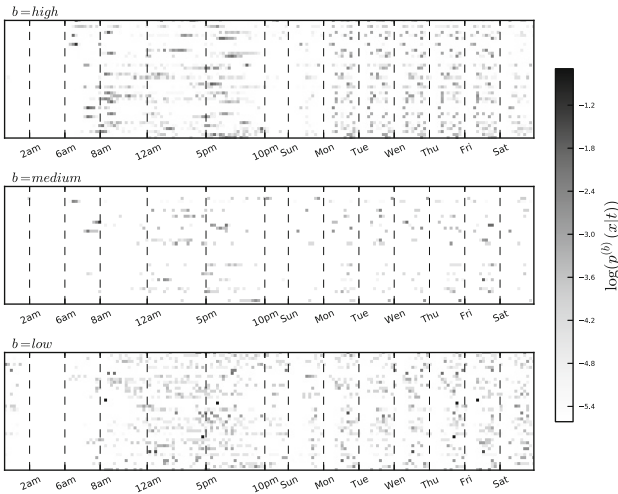 b=high
2am 6am 8am 12am 5pm 10pm Sun Mon Tue Wen Thu Fri Sat
b=medium
2am 6am 8am 12am 5pm 10pm Sun Mon Tue Wen Thu Fri Sat
b=low
2am 6am 8am 12am 5pm 10pm Sun Mon Tue Wen Thu Fri Sat
−1.2
−1.8
−2.4
−3.0
−3.6
−4.2
−4.8
−5.4
log(p^(b)(x|t))